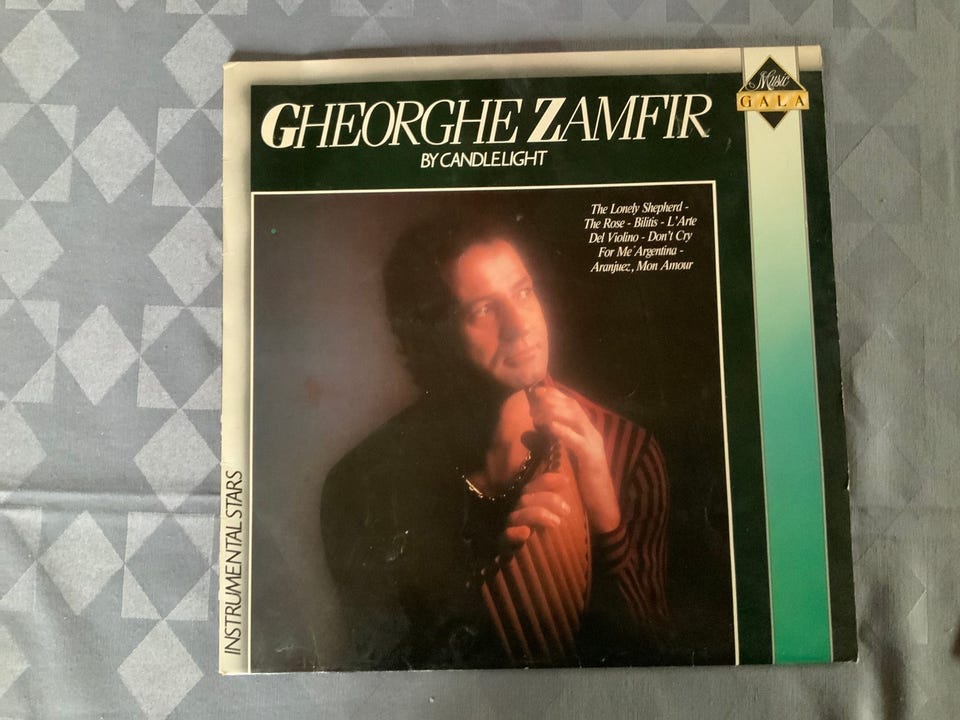 GHEORGHE ZAMFIR
BY CANDLELIGHT
Music
GALA
The Lonely Shepherd -
The Rose - Bilitis - L'Arte
Del Violino - Don't Cry
For Me Argentina -
Aranjuez, Mon Amour
INSTRUMENTAL STARS